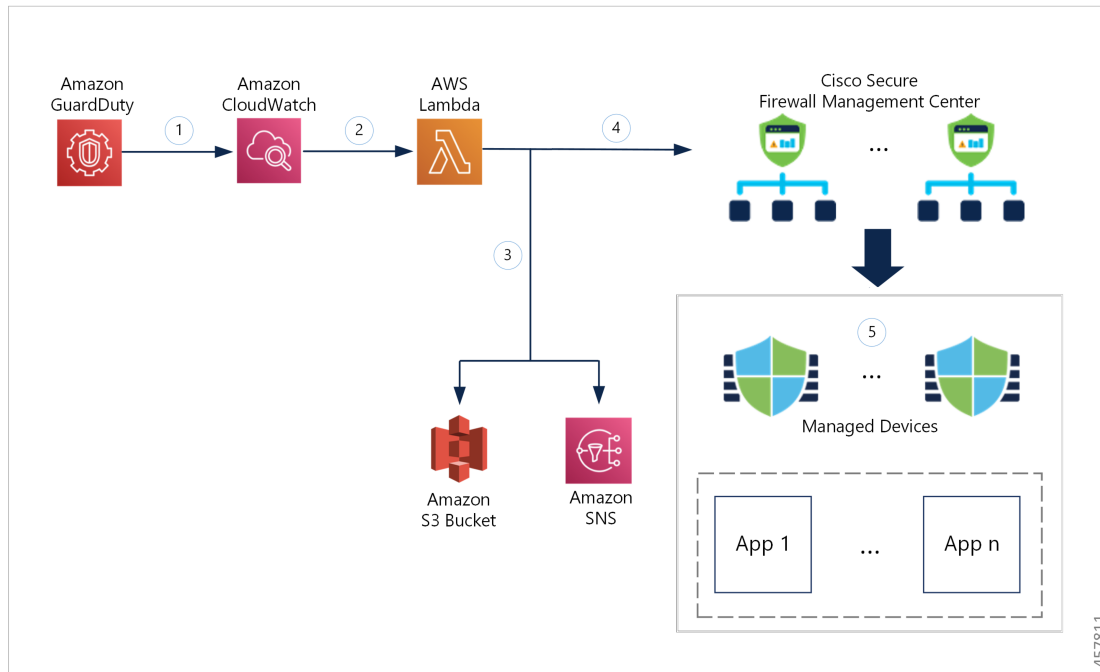 Amazon
GuardDuty
Amazon
CloudWatch
AWS
Lambda
Cisco Secure
Firewall Management Center
1
2
4
...
3
5
...
Managed Devices
Amazon
S3 Bucket
Amazon
SNS
App 1
...
App n
457811